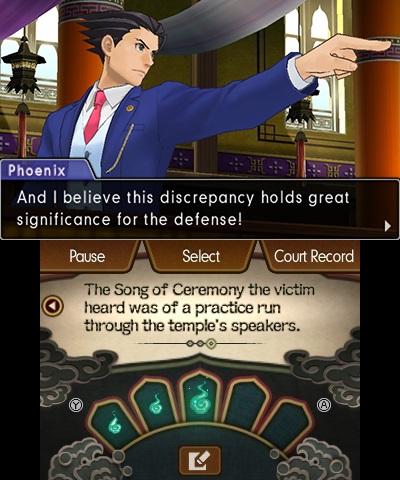 Phoenix
And I believe this discrepancy holds great
significance for the defense!
Pause Select Court Record
The Song of Ceremony the victim
heard was of a practice run
through the temple's speakers.
Y A